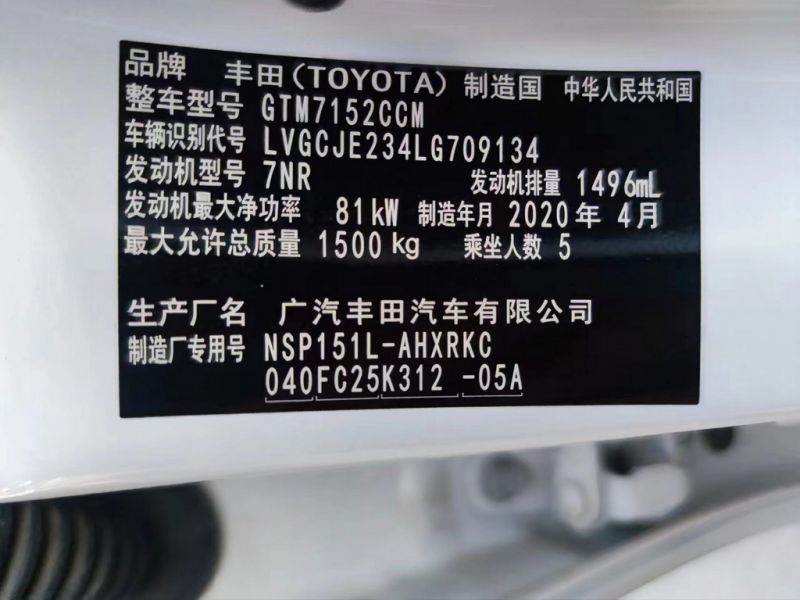 品牌 丰田(TOYOTA) 制造国 中华人民共和国
整车型号 GTM7152CCM
车辆识别代号 LVGCJE234LG709134
发动机型号 7NR 发动机排量 1496mL
发动机最大净功率 81kW 制造年月 2020年 4月
最大允许总质量 1500kg 乘坐人数 5
生产厂名 广汽丰田汽车有限公司
制造厂专用号 NSP151L-AHXRKC
040FC25K312 -05A